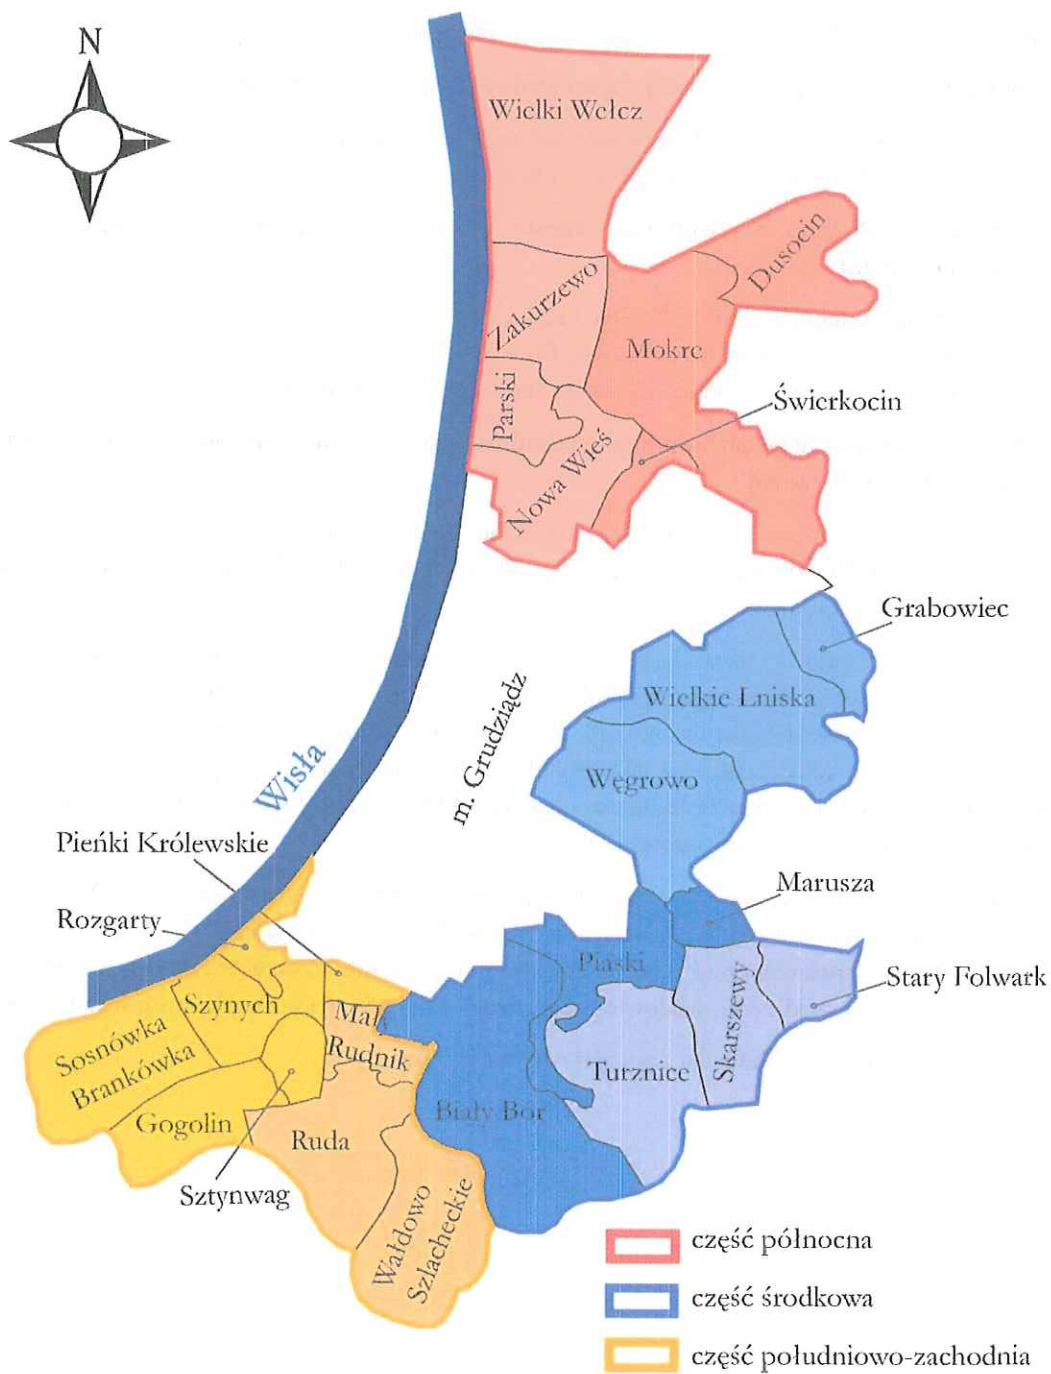 N
Wielki Wełcz
Dusocin
Zakurzewo
Mokre
Parski
Świerkocin
Nowa Wieś
Grabowiec
Wielkie Lniska
m. Grudziądz
Węgrowo
Wisła
Pieńki Królewskie
Marusza
Rozgarty
Piaski
Stary Folwark
Szynych
Mały
Rudnik
Skarszewy
Sosnówka
Brankówka
Turznice
Gogolin
Ruda
Biały Bór
Sztynwag
Wałdowo
Szlacheckie
część północna
część środkowa
część południowo-zachodnia